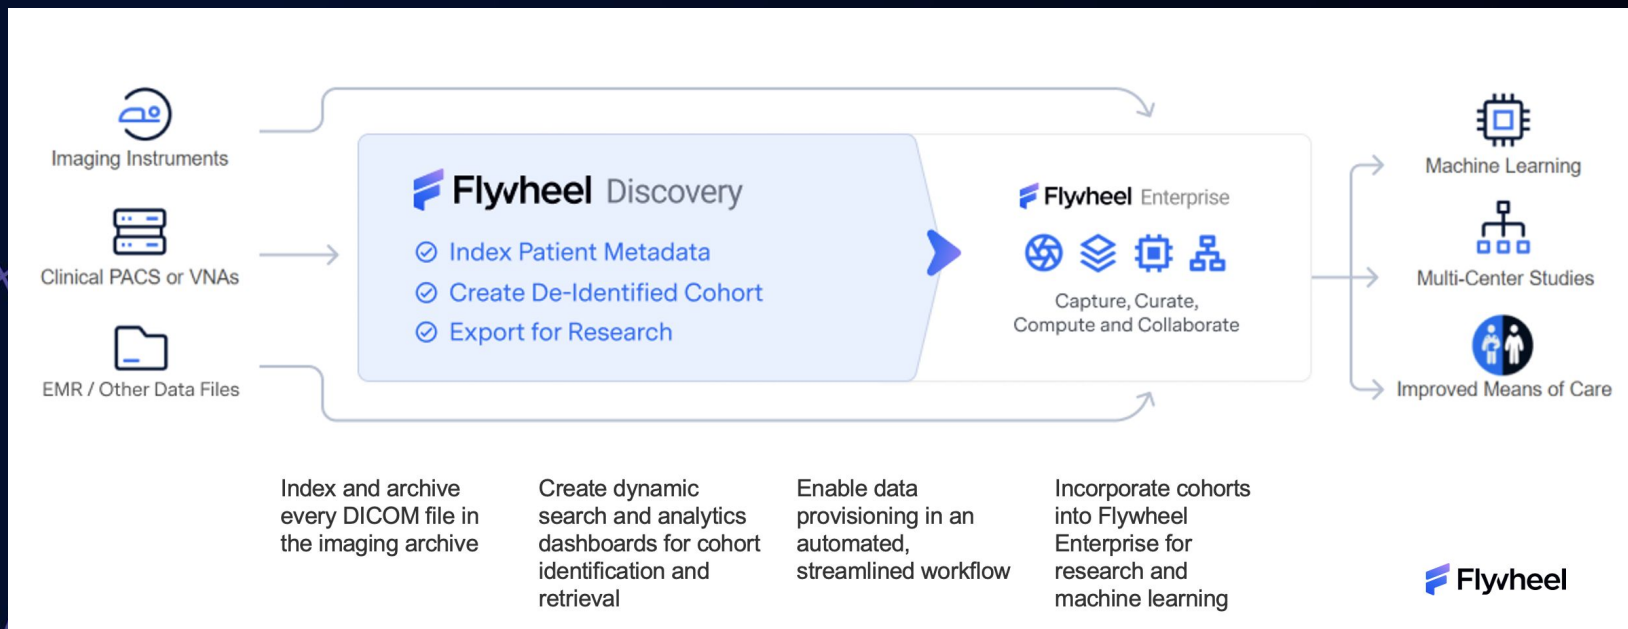 Imaging Instruments
Clinical PACS or VNAs
EMR / Other Data Files
Flywheel Discovery
Index Patient Metadata
Create De-Identified Cohort
Export for Research
Flywheel Enterprise
Capture, Curate,
Compute and Collaborate
Machine Learning
Multi-Center Studies
Improved Means of Care
Index and archive
every DICOM file in
the imaging archive
Create dynamic
search and analytics
dashboards for cohort
identification and
retrieval
Enable data
provisioning in an
automated,
streamlined workflow
Incorporate cohorts
into Flywheel
Enterprise for
research and
machine learning
Flywheel